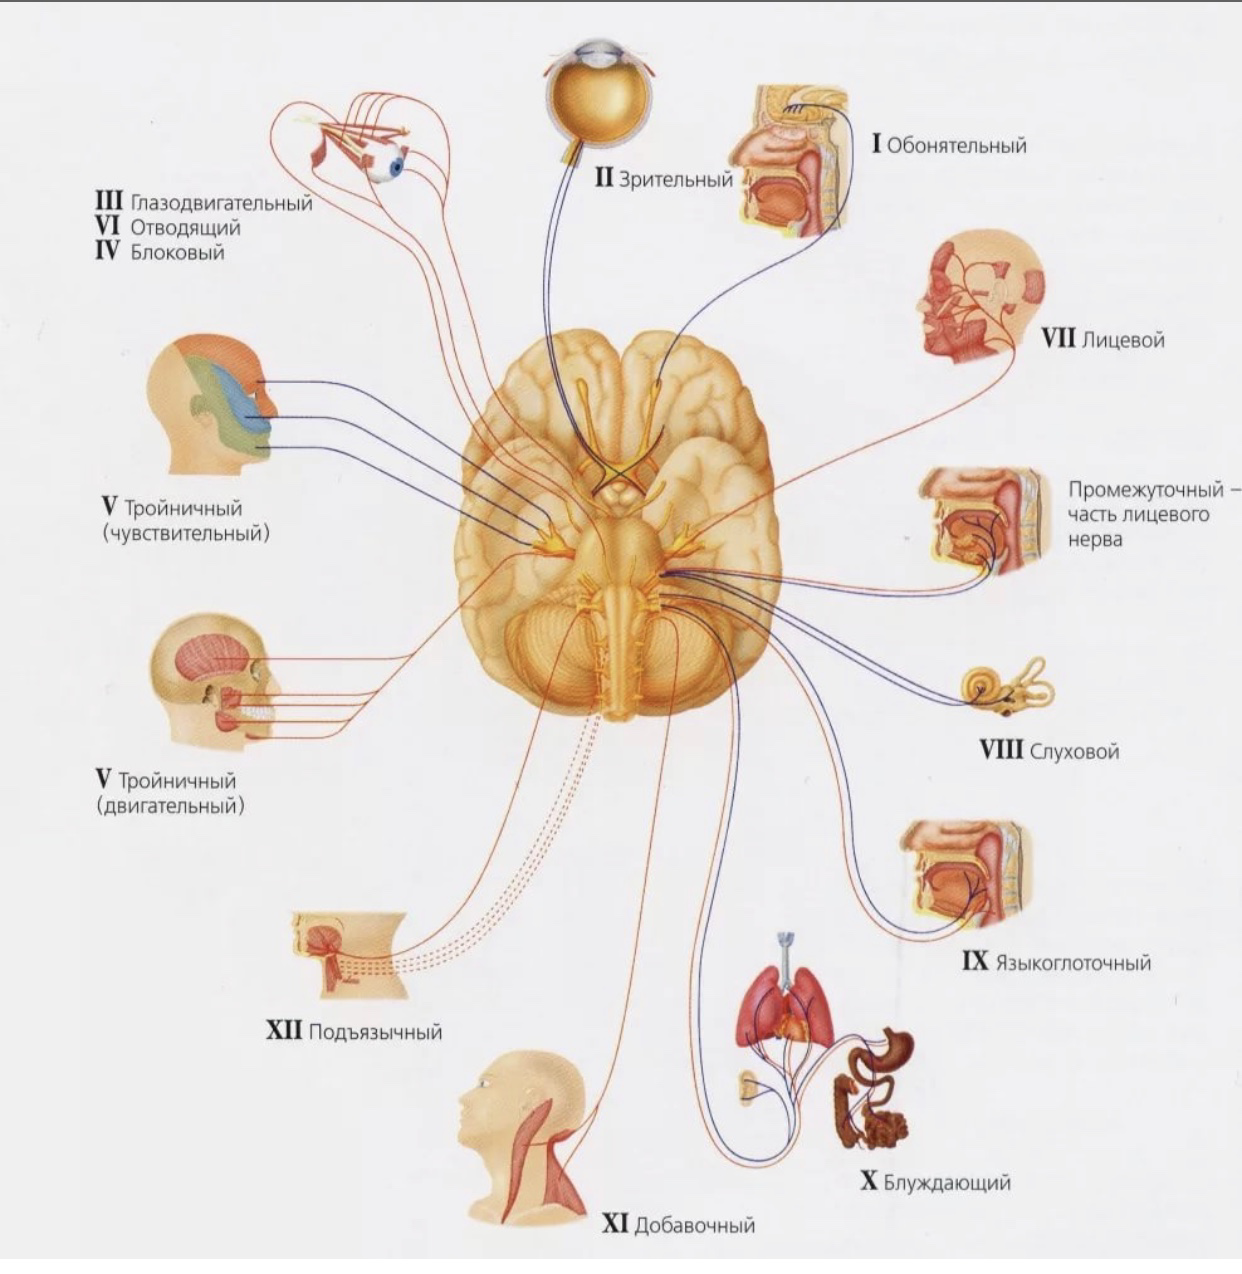 I Обонятельный
II Зрительный
III Глазодвигательный
VI Отводящий
IV Блоковый
VII Лицевой
Промежуточный –
часть лицевого
нерва
V Тройничный
(чувствительный)
VIII Слуховой
V Тройничный
(двигательный)
IX Языкоглоточный
XII Подъязычный
X Блуждающий
XI Добавочный